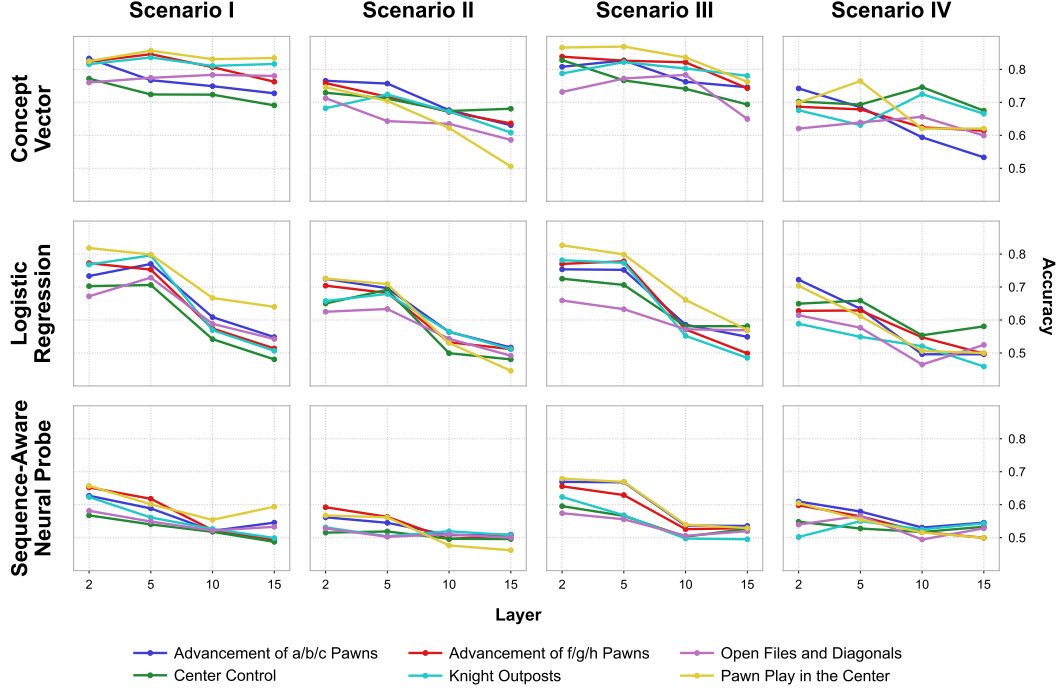 Scenario I
Scenario II
Scenario III
Scenario IV
Concept
Vector
0.8
0.7
0.6
0.5
Logistic
Regression
0.8
0.7
0.6
0.5
Accuracy
Sequence-Aware
Neural Probe
0.8
0.7
0.6
0.5
2 5 10 15
2 5 10 15
2 5 10 15
2 5 10 15
Layer
Advancement of a/b/c Pawns
Advancement of f/g/h Pawns
Open Files and Diagonals
Center Control
Knight Outposts
Pawn Play in the Center